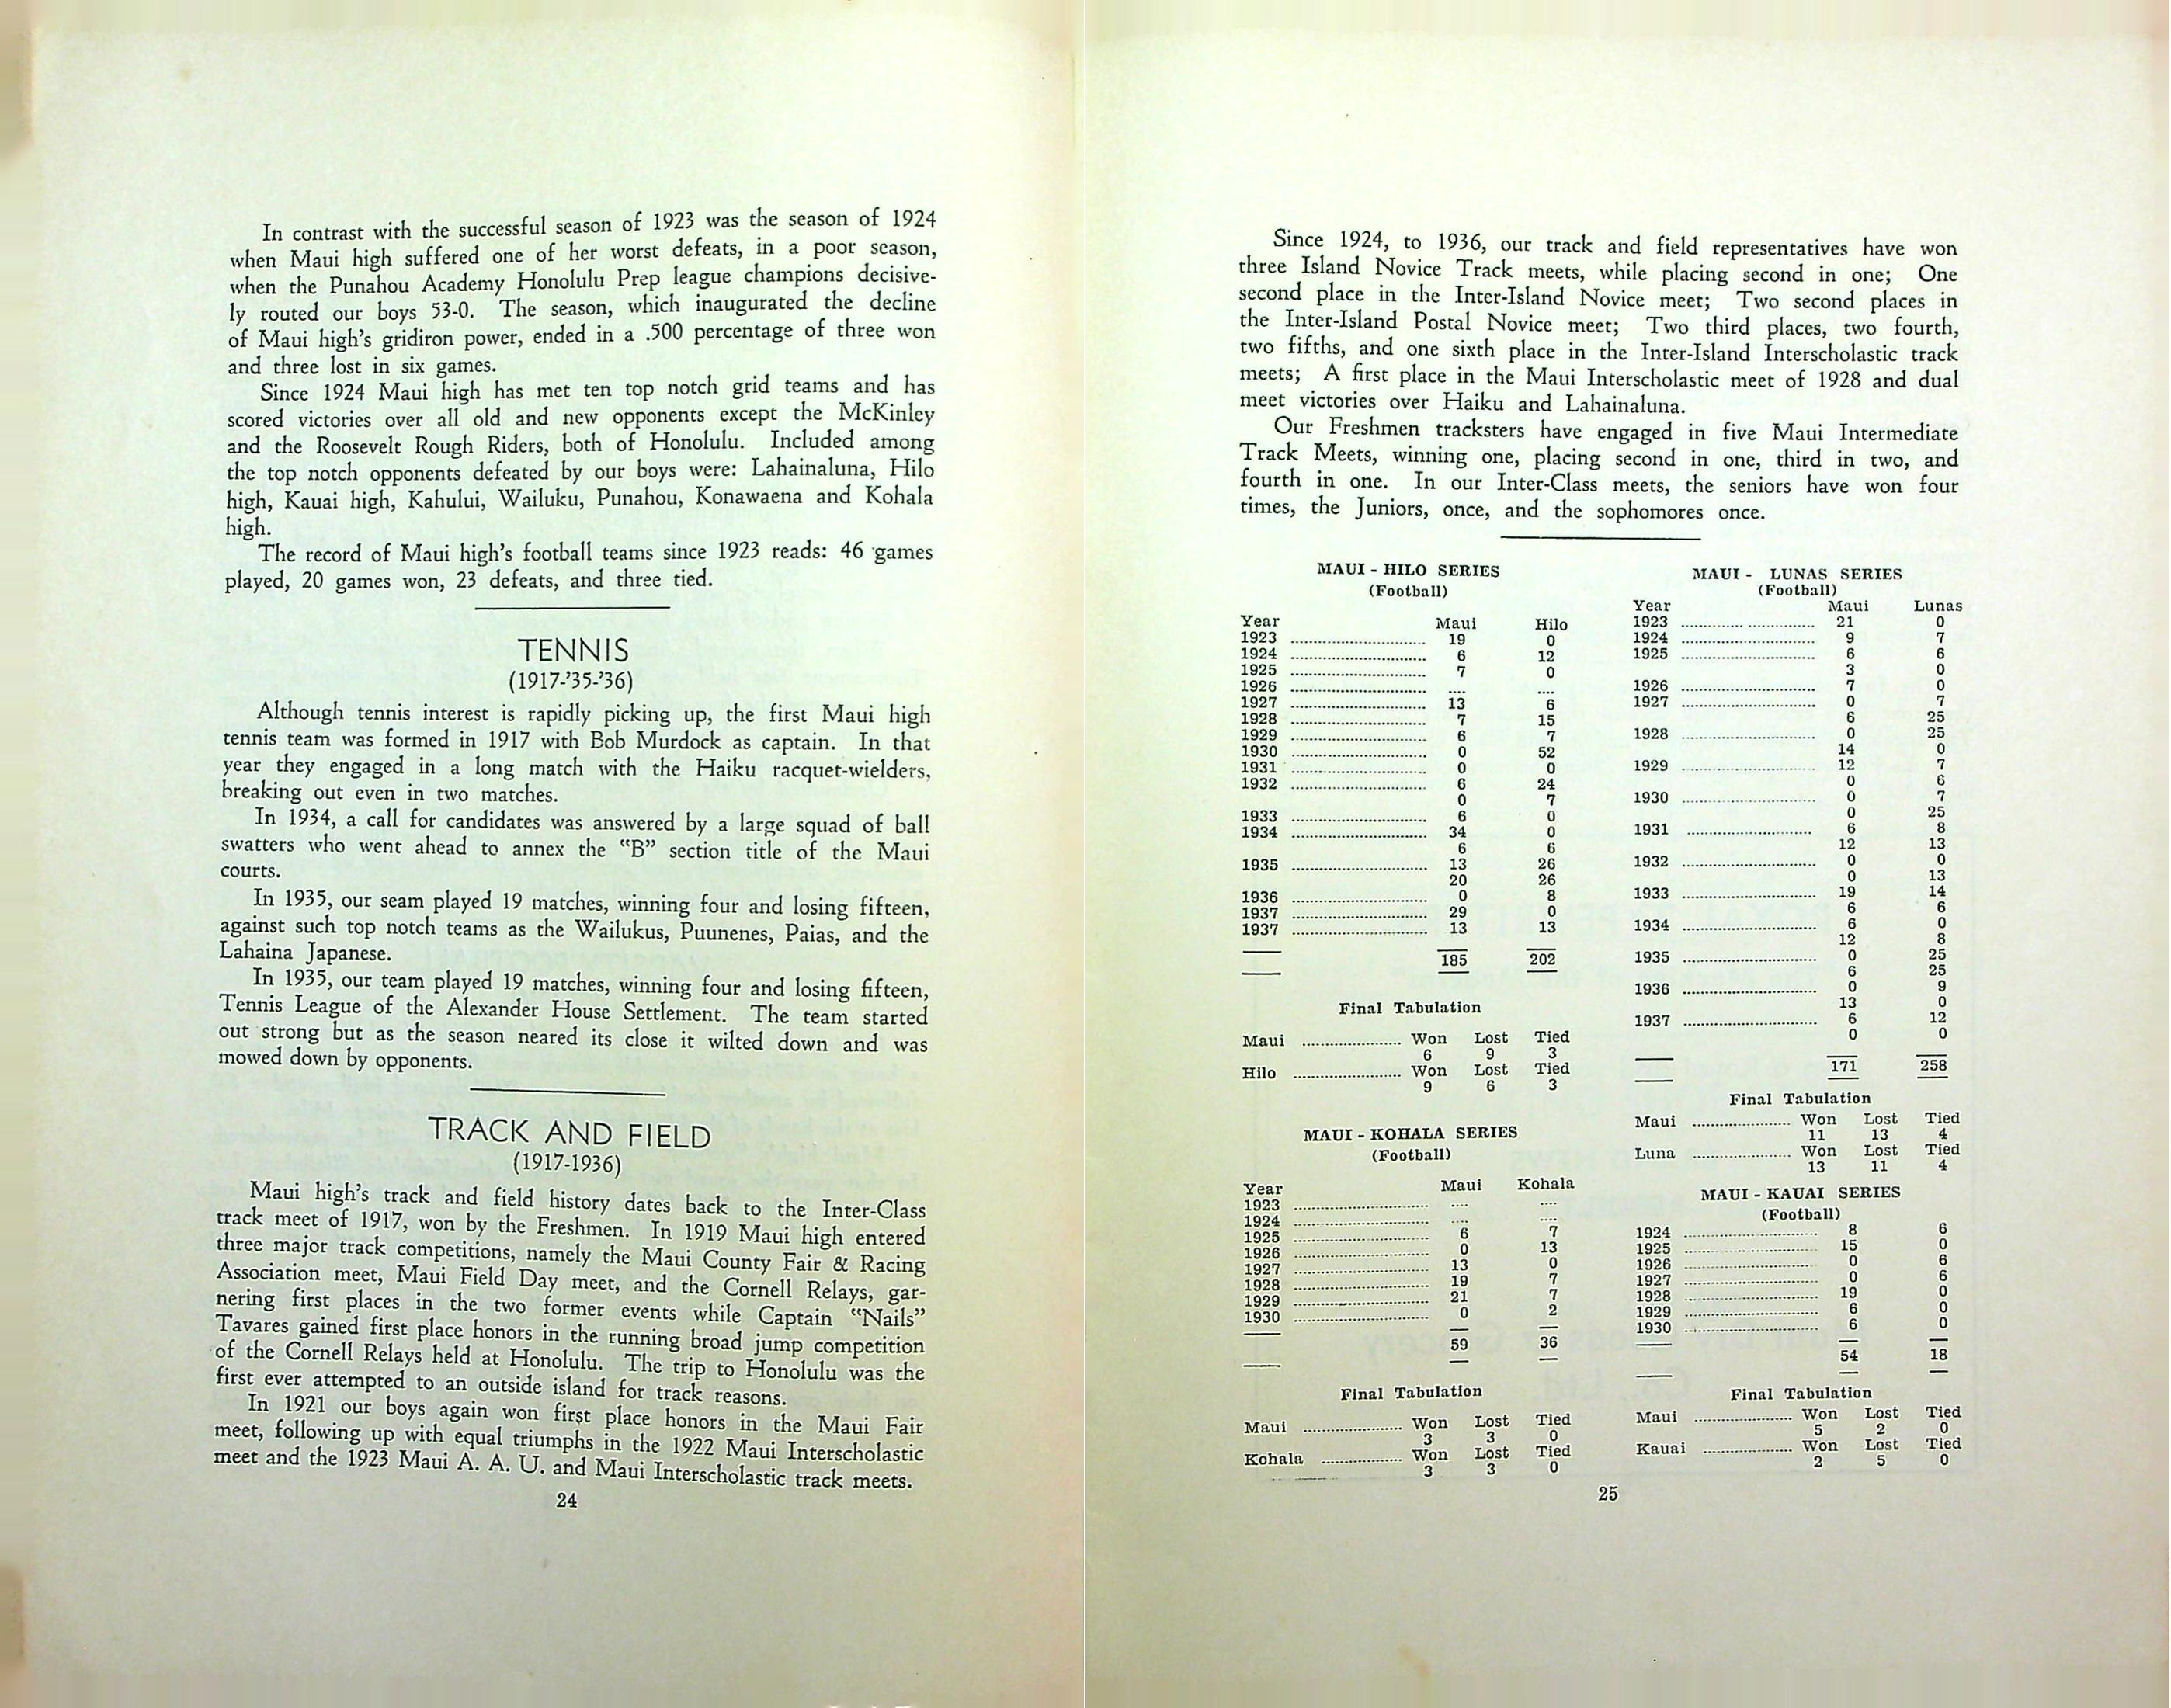 In contrast with the successful season of 1923 was the season of 1924
when Maui high suffered one of her worst defeats, in a poor season,
when the Punahou Academy Honolulu Prep league champions decisive-
ly routed our boys 53-0. The season, which inaugurated the decline
of Maui high's gridiron power, ended in a .500 percentage of three won
and three lost in six games.
Since 1924 Maui high has met ten top notch grid teams and has
scored victories over all old and new opponents except the McKinley
and the Roosevelt Rough Riders, both of Honolulu. Included among
the top notch opponents defeated by our boys were: Lahainaluna, Hilo
high, Kauai high, Kahului, Wailuku, Punahou, Konawaena and Kohala
high.
The record of Maui high's football teams since 1923 reads: 46 games
played, 20 games won, 23 defeats, and three tied.
TENNIS
(1917-'35-'36)
Although tennis interest is rapidly picking up, the first Maui high
tennis team was formed in 1917 with Bob Murdock as captain. In that
year they engaged in a long match with the Haiku racquet-wielders,
breaking out even in two matches.
In 1934, a call for candidates was answered by a large squad of ball
swatters who went ahead to annex the "B" section title of the Maui
courts.
In 1935, our seam played 19 matches, winning four and losing fifteen,
against such top notch teams as the Wailukus, Puunenes, Paias, and the
Lahaina Japanese.
In 1935, our team played 19 matches, winning four and losing fifteen,
Tennis League of the Alexander House Settlement. The team started
out strong but as the season neared its close it wilted down and was
mowed down by opponents.
TRACK AND FIELD
(1917-1936)
Maui high's track and field history dates back to the Inter-Class
track meet of 1917, won by the Freshmen. In 1919 Maui high entered
three major track competitions, namely the Maui County Fair & Racing
Association meet, Maui Field Day meet, and the Cornell Relays, gar-
nering first places in the two former events while Captain "Nails"
Tavares gained first place honors in the running broad jump competition
of the Cornell Relays held at Honolulu. The trip to Honolulu was the
first ever attempted to an outside island for track reasons.
In 1921 our boys again won first place honors in the Maui Fair
meet, following up with equal triumphs in the 1922 Maui Interscholastic
meet and the 1923 Maui A. A. U. and Maui Interscholastic track meets.
24
Since 1924, to 1936, our track and field representatives have won
three Island Novice Track meets, while placing second in one; One
second place in the Inter-Island Novice meet; Two second places in
the Inter-Island Postal Novice meet; Two third places, two fourth,
two fifths, and one sixth place in the Inter-Island Interscholastic track
meets; A first place in the Maui Interscholastic meet of 1928 and dual
meet victories over Haiku and Lahainaluna.
Our Freshmen tracksters have engaged in five Maui Intermediate
Track Meets, winning one, placing second in one, third in two, and
fourth in one. In our Inter-Class meets, the seniors have won four
times, the Juniors, once, and the sophomores once.
MAUI - HILO SERIES
(Football)
Year Maui Hilo
1923 .......... 19 0
1924 .......... 6 12
1925 .......... 7 0
1926 .......... .... ....
1927 .......... 13 6
1928 .......... 7 15
1929 .......... 6 7
1930 .......... 0 52
1931 .......... 0 0
1932 .......... 6 24
0 7
1933 .......... 6 0
1934 .......... 34 0
6 6
1935 .......... 13 26
20 26
1936 .......... 0 8
1937 .......... 29 0
1937 .......... 13 13
185 202
Final Tabulation
Maui .......... Won Lost Tied
6 9 3
Hilo .......... Won Lost Tied
9 6 3
MAUI - KOHALA SERIES
(Football)
Year Maui Kohala
1923 .......... .... ....
1924 .......... .... ....
1925 .......... 6 7
1926 .......... 0 13
1927 .......... 13 0
1928 .......... 19 7
1929 .......... 21 7
1930 .......... 0 2
59 36
Final Tabulation
Maui .......... Won Lost Tied
3 3 0
Kohala .......... Won Lost Tied
3 3 0
MAUI - LUNAS SERIES
(Football)
Year Maui Lunas
1923 .......... 21 0
1924 .......... 9 7
1925 .......... 6 6
3 0
1926 .......... 7 0
1927 .......... 0 7
6 25
1928 .......... 0 25
14 0
1929 .......... 12 7
0 6
1930 .......... 0 7
0 25
1931 .......... 6 8
12 13
1932 .......... 0 0
0 13
1933 .......... 19 14
6 6
1934 .......... 6 0
12 8
1935 .......... 0 25
6 25
1936 .......... 0 9
13 0
1937 .......... 6 12
0 0
171 258
Final Tabulation
Maui .......... Won Lost Tied
11 13 4
Luna .......... Won Lost Tied
13 11 4
MAUI - KAUAI SERIES
(Football)
1924 .......... 8 6
1925 .......... 15 0
1926 .......... 0 6
1927 .......... 0 6
1928 .......... 19 0
1929 .......... 6 0
1930 .......... 6 0
54 18
Final Tabulation
Maui .......... Won Lost Tied
5 2 0
Kauai .......... Won Lost Tied
2 5 0
25